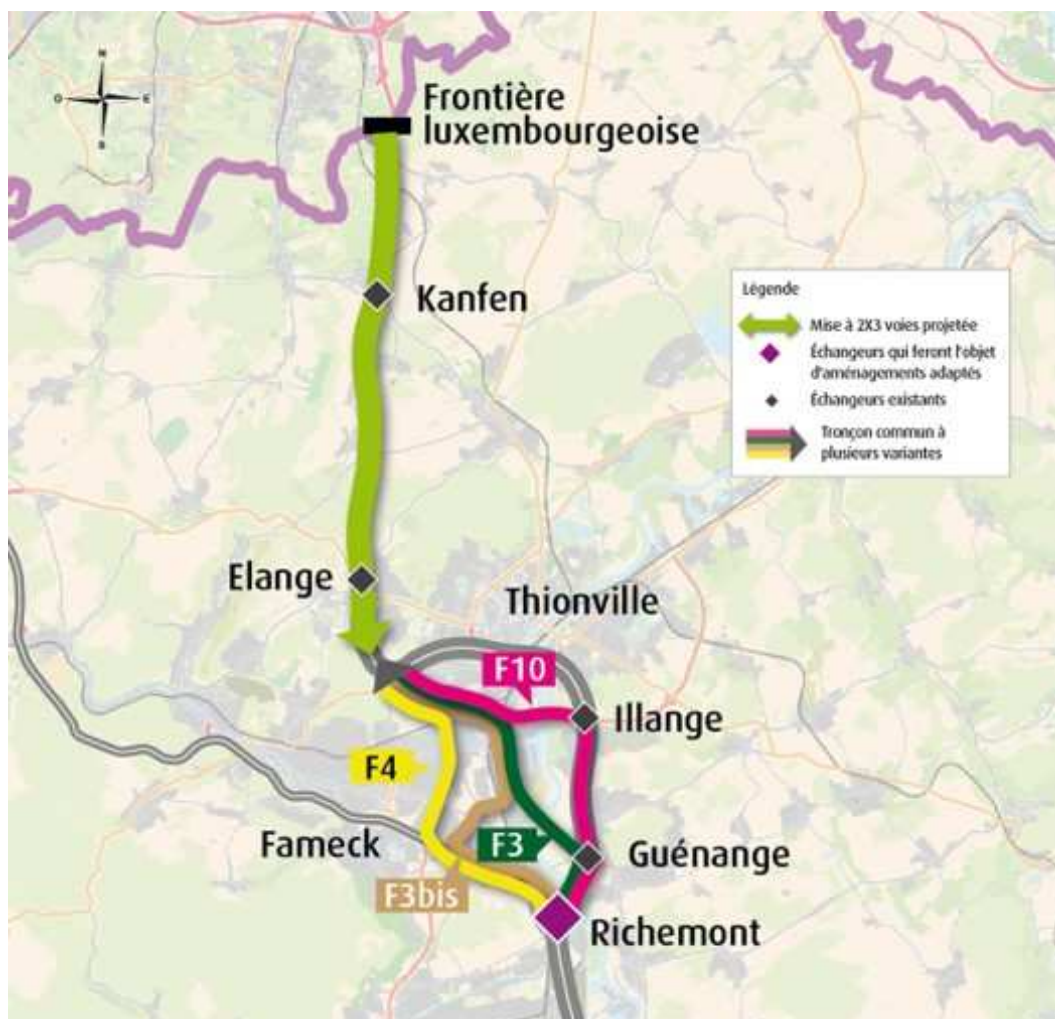 N
O
E
S
Frontière
luxembourgeoise
Kanfen
Légende
Mise à 2X3 voies projetée
Échangeurs qui feront l'objet
d'aménagements adaptés
Échangeurs existants
Tronçon commun à
plusieurs variantes
Elange
Thionville
F10
Illange
F4
Fameck
F3
Guénange
F3bis
Richemont